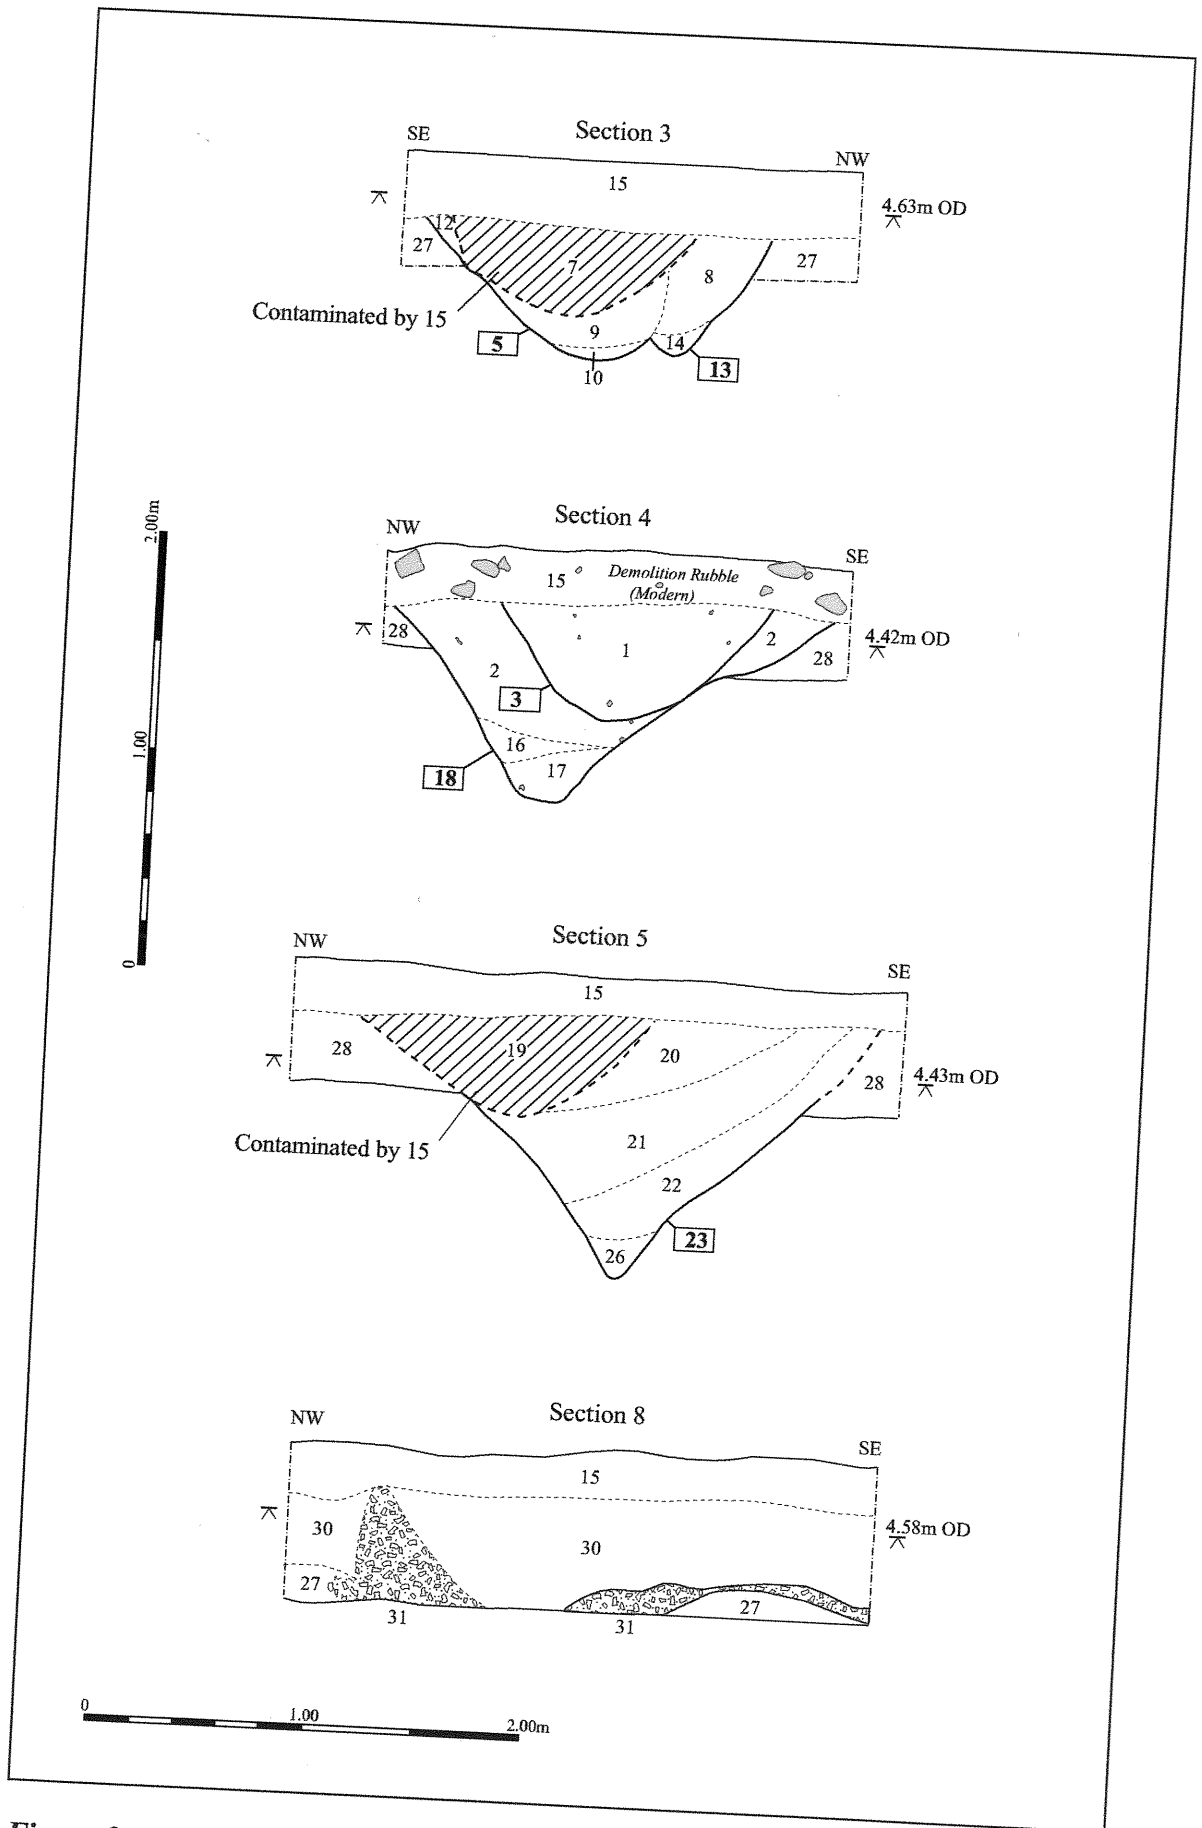 Section 3
SE
NW
15
4.63m OD
12
27
7
8
27
Contaminated by 15
9
5
14
13
10
Section 4
NW
SE
15
Demolition Rubble
(Modern)
28
1
2
4.42m OD
2
28
3
16
17
18
2.00m
1.00
0
Section 5
NW
SE
15
28
19
20
28
4.43m OD
Contaminated by 15
21
22
23
26
Section 8
NW
SE
15
30
30
4.58m OD
27
27
31
31
0
1.00
2.00m